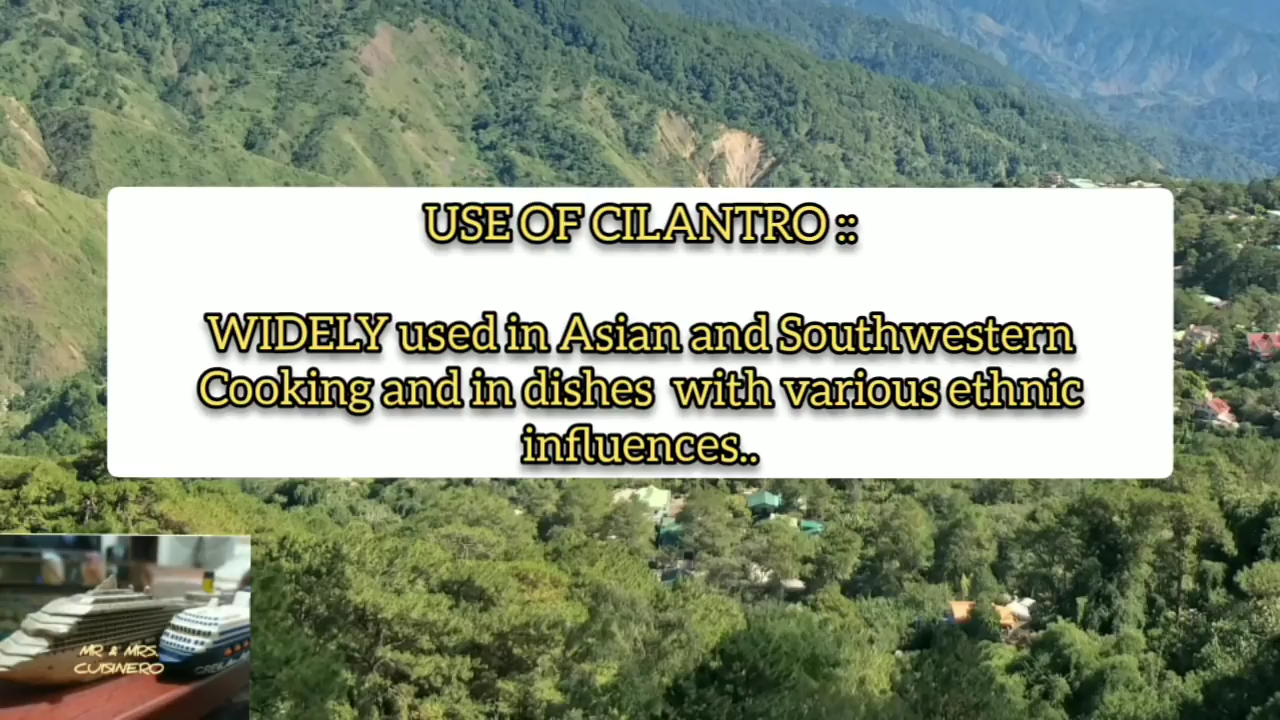 USE OF CILANTRO ::
WIDELY used in Asian and Southwestern
Cooking and in dishes with various ethnic
influences..
MR & MRS.
CUISINERO